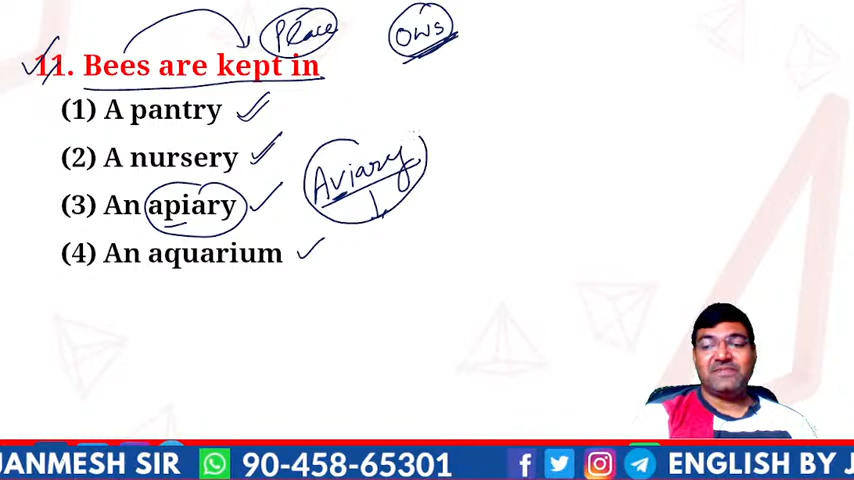 Place
OWS
11. Bees are kept in
(1) A pantry
(2) A nursery
Aviary
(3) An apiary
(4) An aquarium
JANMESH SIR 90-458-65301 ENGLISH BY J